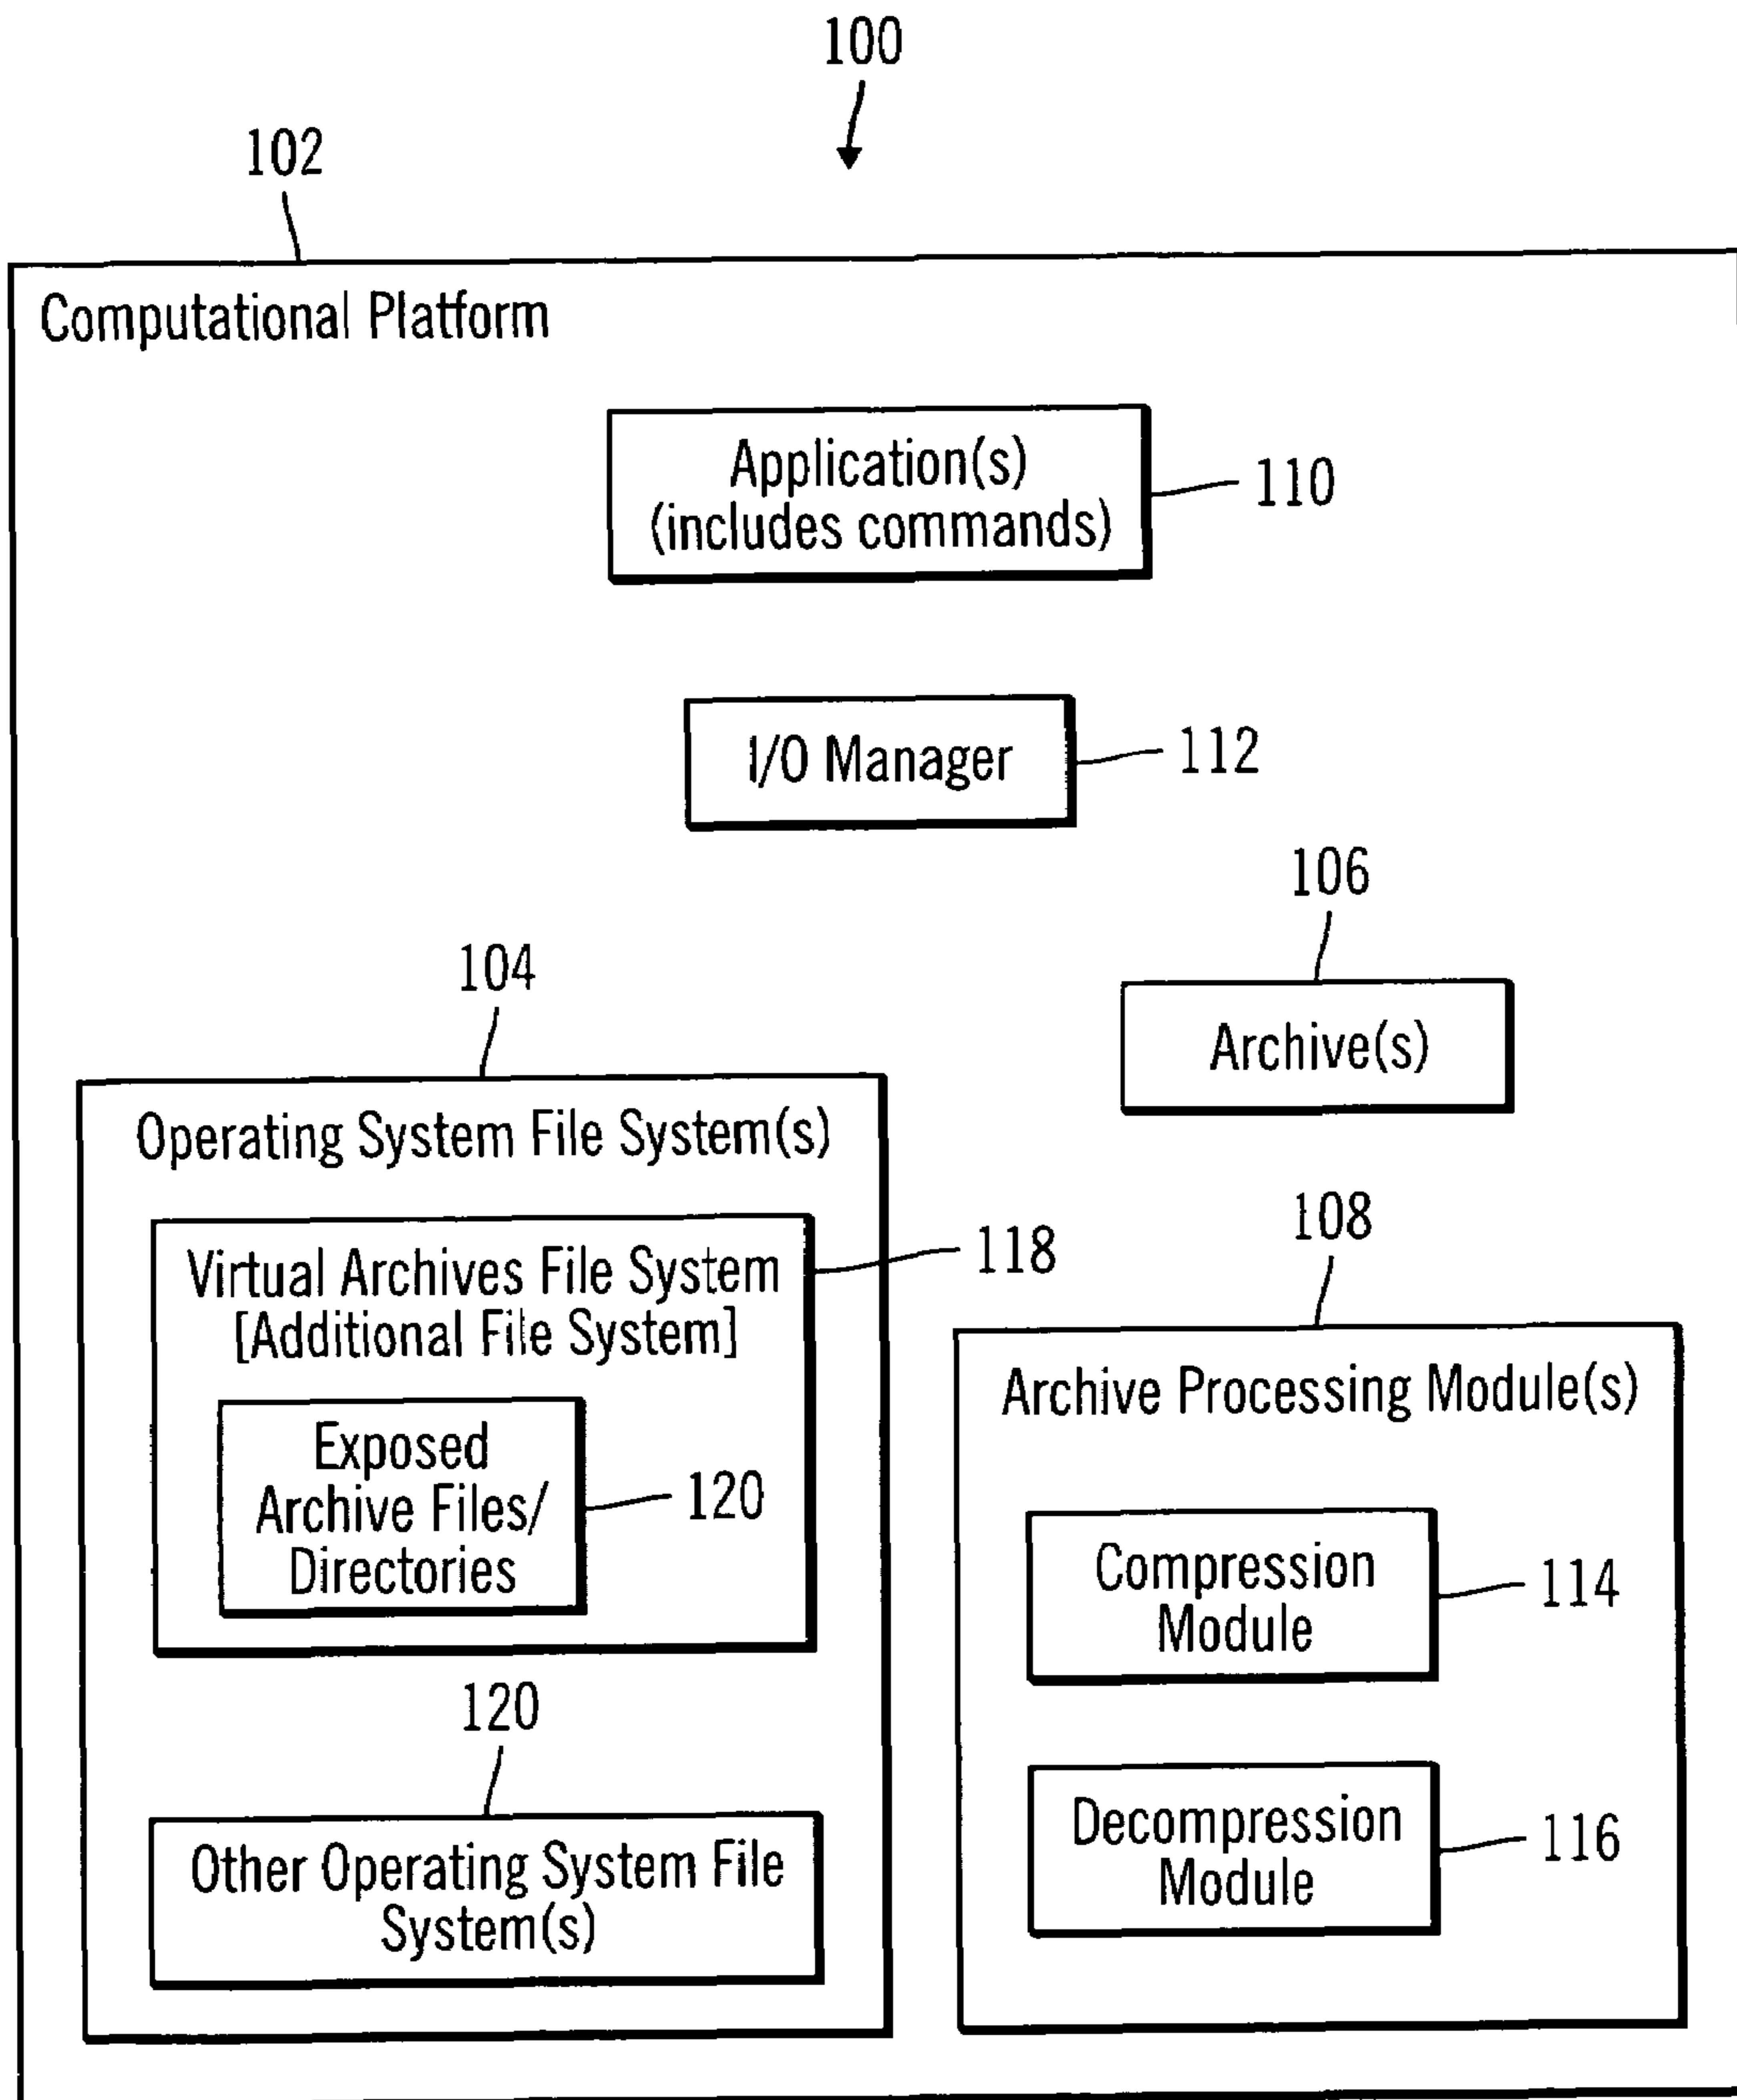 100
102
Computational Platform
Application(s)
(includes commands)
110
I/O Manager
112
106
Archive(s)
104
Operating System File System(s)
Virtual Archives File System
[Additional File System]
118
Exposed
Archive Files/
Directories
120
120
Other Operating System File
System(s)
108
Archive Processing Module(s)
Compression
Module
114
Decompression
Module
116